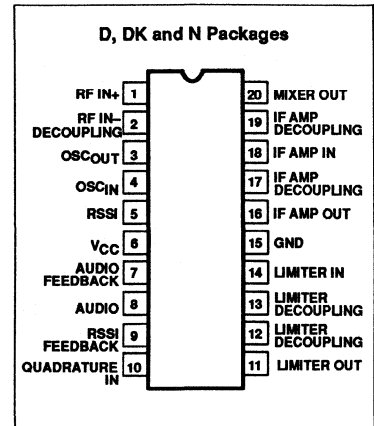 D, DK and N Packages
RF IN+ 1
RF IN–
DECOUPLING 2
OSCOUT 3
OSCIN 4
RSSI 5
VCC 6
AUDIO
FEEDBACK 7
AUDIO 8
RSSI
FEEDBACK 9
QUADRATURE
IN 10
20 MIXER OUT
19 IF AMP
DECOUPLING
18 IF AMP IN
17 IF AMP
DECOUPLING
16 IF AMP OUT
15 GND
14 LIMITER IN
13 LIMITER
DECOUPLING
12 LIMITER
DECOUPLING
11 LIMITER OUT